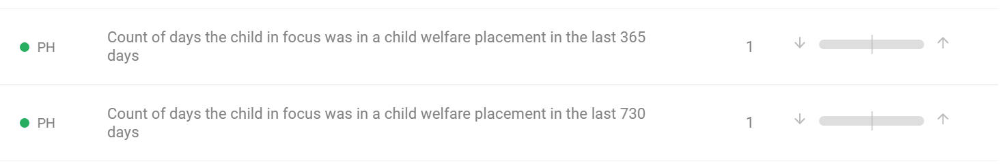 PH
Count of days the child in focus was in a child welfare placement in the last 365
days
1
PH
Count of days the child in focus was in a child welfare placement in the last 730
days
1